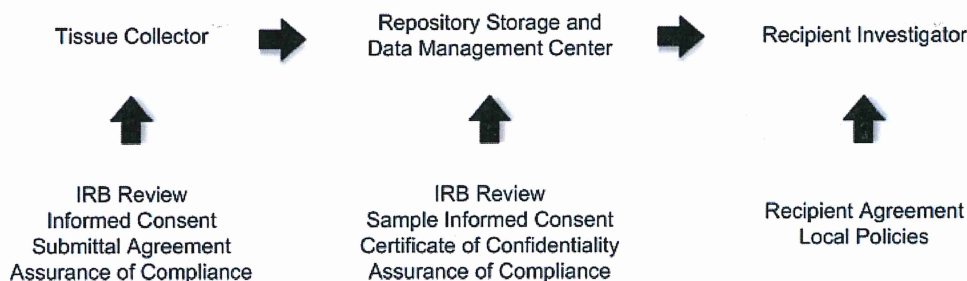 Tissue Collector
Repository Storage and
Data Management Center
Recipient Investigator
IRB Review
Informed Consent
Submittal Agreement
Assurance of Compliance
IRB Review
Sample Informed Consent
Certificate of Confidentiality
Assurance of Compliance
Recipient Agreement
Local Policies